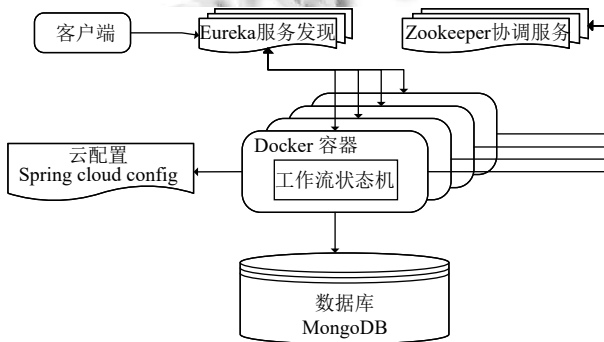 客户端
Eureka服务发现
Zookeeper协调服务
Docker 容器
工作流状态机
云配置
Spring cloud config
数据库
MongoDB